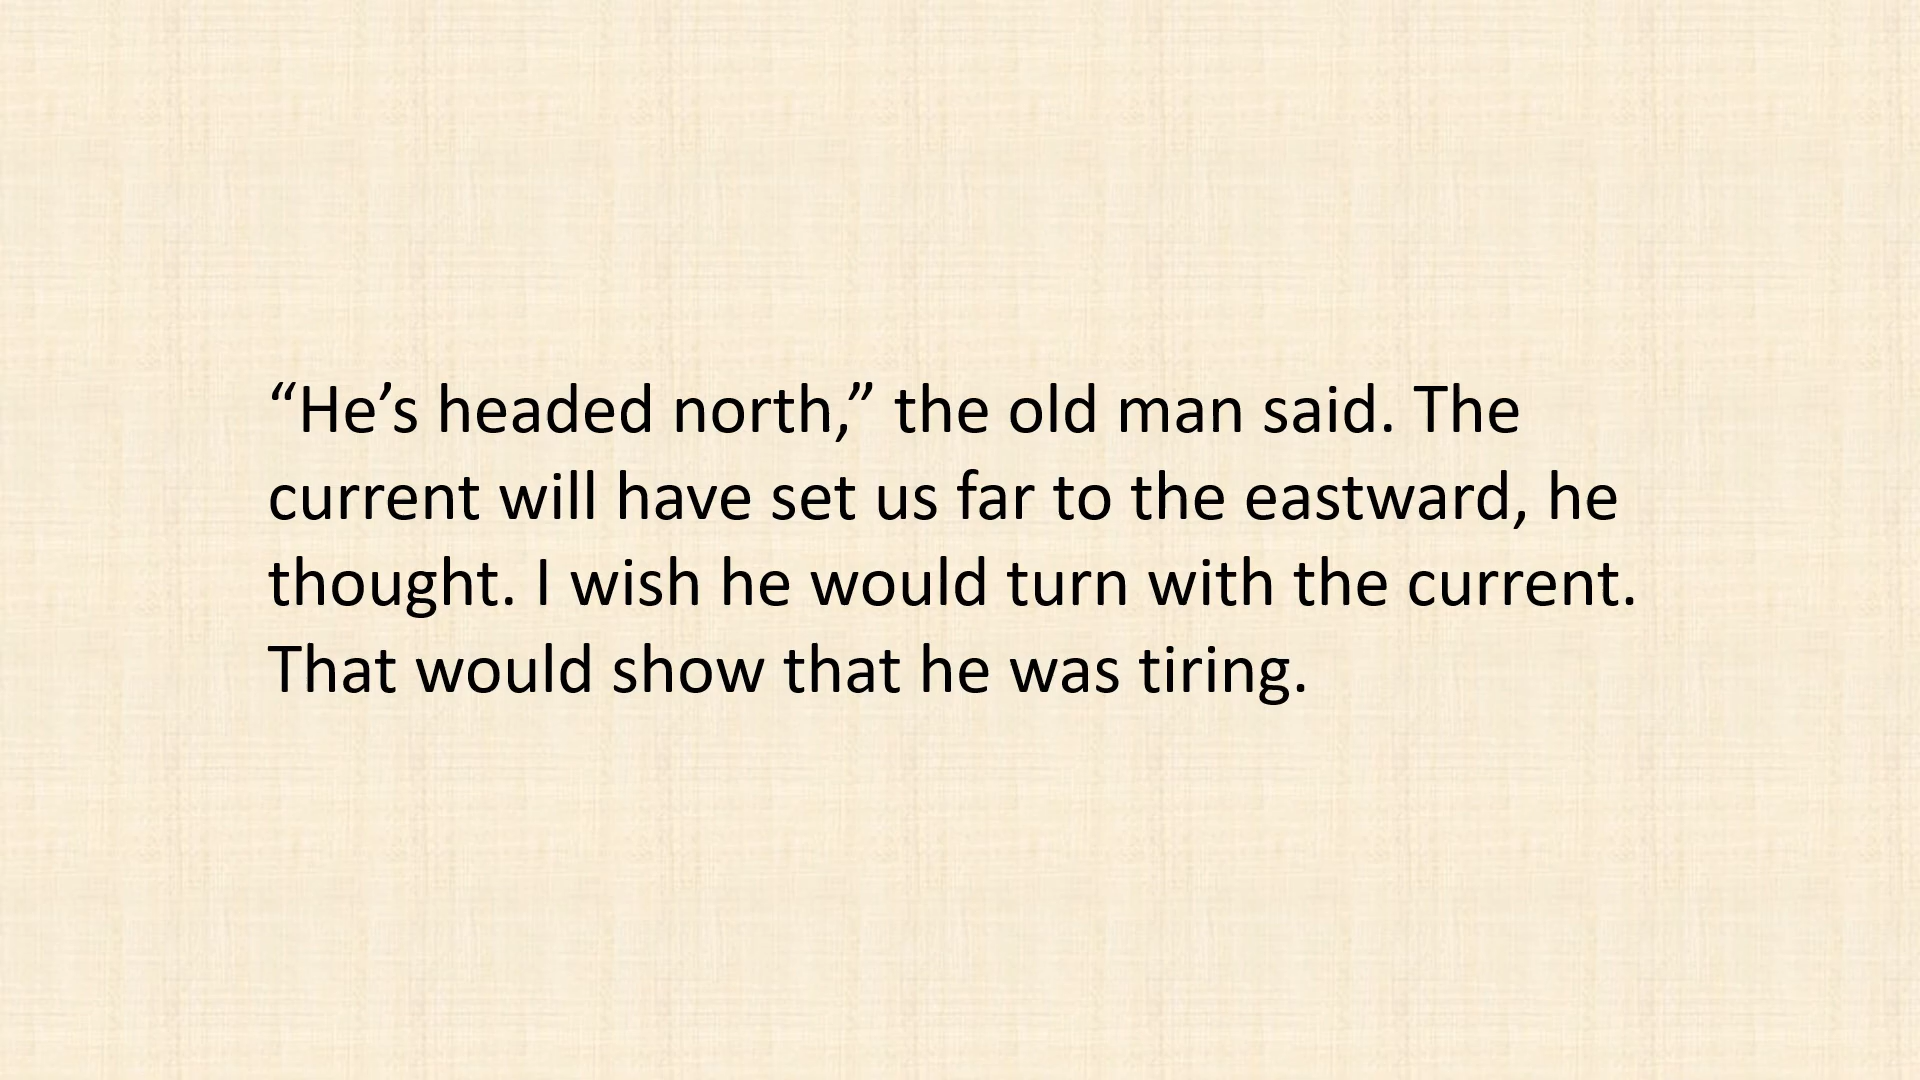 “He’s headed north,” the old man said. The
current will have set us far to the eastward, he
thought. I wish he would turn with the current.
That would show that he was tiring.